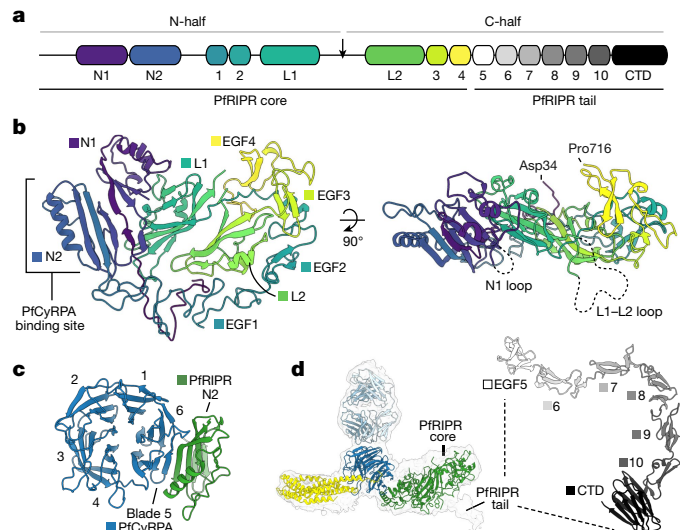 a
N-half
C-half
N1 N2 1 2 L1 L2 3 4 5 6 7 8 9 10 CTD
PfRIPR core
PfRIPR tail
b
N1
L1
EGF4
EGF3
N2
EGF2
L2
EGF1
PfCyRPA
binding site
90°
Asp34
Pro716
N1 loop
L1–L2 loop
c
2
1
6
3
4
Blade 5
PfCyRPA
PfRIPR
N2
d
PfRIPR
core
PfRIPR
tail
EGF5
6
7
8
9
10
CTD